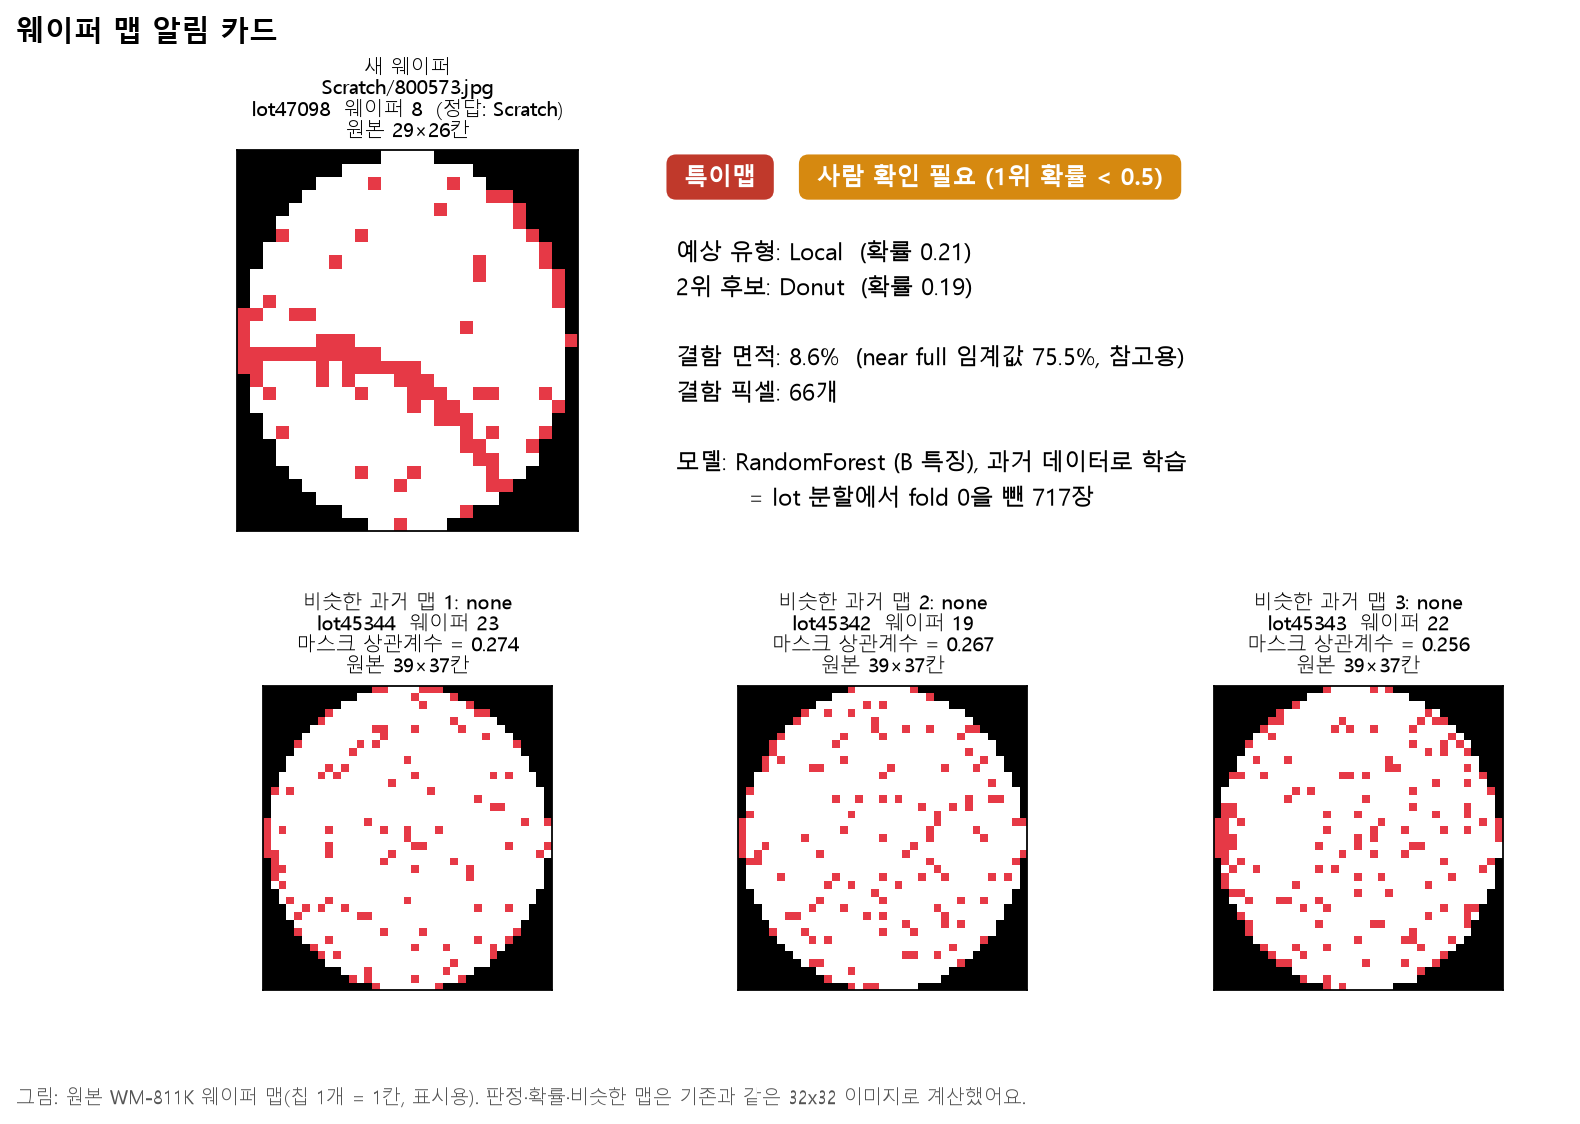 웨이퍼 맵 알림 카드
새 웨이퍼
Scratch/800573.jpg
lot47098 웨이퍼 8 (정답: Scratch)
원본 29×26칸
특이맵
사람 확인 필요 (1위 확률 < 0.5)
예상 유형: Local (확률 0.21)
2위 후보: Donut (확률 0.19)
결함 면적: 8.6% (near full 임계값 75.5%, 참고용)
결함 픽셀: 66개
모델: RandomForest (B 특징), 과거 데이터로 학습
= lot 분할에서 fold 0을 뺀 717장
비슷한 과거 맵 1: none
lot45344 웨이퍼 23
마스크 상관계수 = 0.274
원본 39×37칸
비슷한 과거 맵 2: none
lot45342 웨이퍼 19
마스크 상관계수 = 0.267
원본 39×37칸
비슷한 과거 맵 3: none
lot45343 웨이퍼 22
마스크 상관계수 = 0.256
원본 39×37칸
그림: 원본 WM-811K 웨이퍼 맵(칩 1개 = 1칸, 표시용). 판정·확률·비슷한 맵은 기존과 같은 32x32 이미지로 계산했어요.